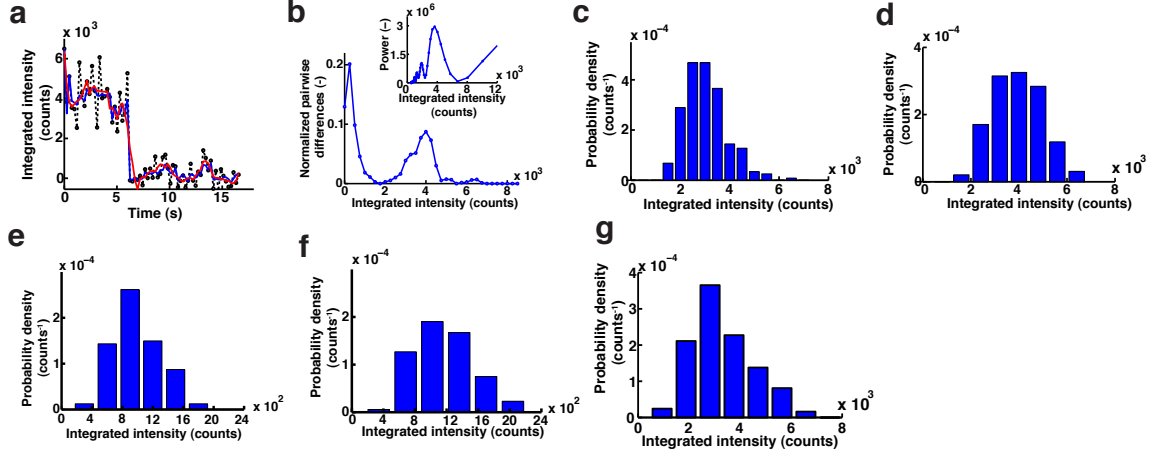 a
x 10³
Integrated intensity
(counts)
6
4
2
0
0
5
10
15
Time (s)
b
Normalized pairwise
differences (-)
0.2
0.1
0
0
4
8
x 10³
Integrated intensity (counts)
x 10⁶
Power (–)
3
1.5
0
0
4
8
12
x 10³
Integrated intensity
(counts)
c
x 10⁻⁴
Probability density
(counts⁻¹)
4
2
0
2
4
6
8
x 10³
Integrated intensity (counts)
d
x 10⁻⁴
Probability density
(counts⁻¹)
4
2
0
0
2
4
6
8
x 10³
Integrated intensity (counts)
e
x 10⁻⁴
Probability density
(counts⁻¹)
2
1
0
0
4
8
12
16
20
24
x 10²
Integrated intensity (counts)
f
x 10⁻⁴
Probability density
(counts⁻¹)
2
1
0
0
4
8
12
16
20
24
x 10²
Integrated intensity (counts)
g
x 10⁻⁴
Probability density
(counts⁻¹)
4
3
2
1
0
0
2
4
6
8
x 10³
Integrated intensity (counts)